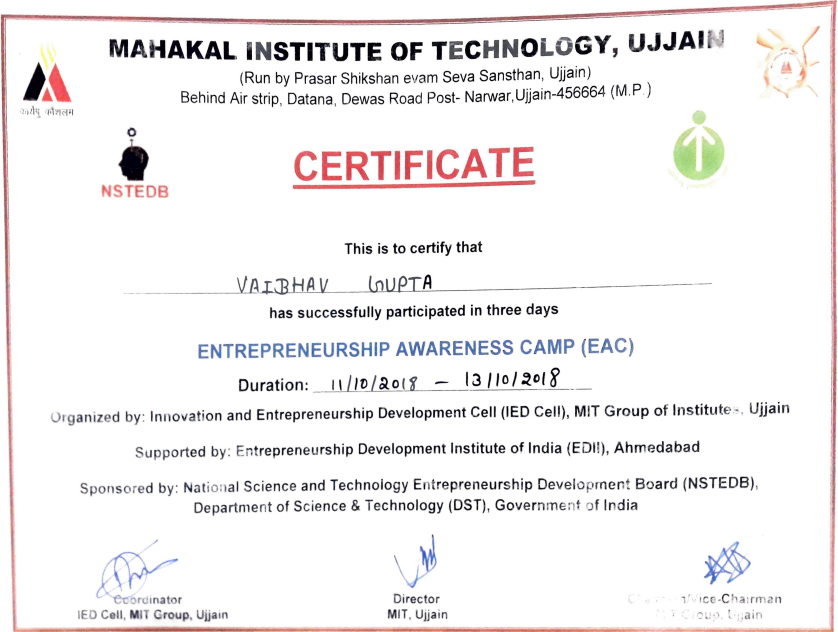 MAHAKAL INSTITUTE OF TECHNOLOGY, UJJAIN
(Run by Prasar Shikshan evam Seva Sansthan, Ujjain)
Behind Air strip, Datana, Dewas Road Post- Narwar,Ujjain-456664 (M.P.)
NSTEDB
CERTIFICATE
This is to certify that
VAIBHAV GUPTA
has successfully participated in three days
ENTREPRENEURSHIP AWARENESS CAMP (EAC)
Duration: 11/10/2018 – 13/10/2018
Organized by: Innovation and Entrepreneurship Development Cell (IED Cell), MIT Group of Institutes, Ujjain
Supported by: Entrepreneurship Development Institute of India (EDII), Ahmedabad
Sponsored by: National Science and Technology Entrepreneurship Development Board (NSTEDB),
Department of Science & Technology (DST), Government of India
Coordinator
IED Cell, MIT Group, Ujjain
Director
MIT, Ujjain
Chairman/Vice-Chairman
MIT Group, Ujjain